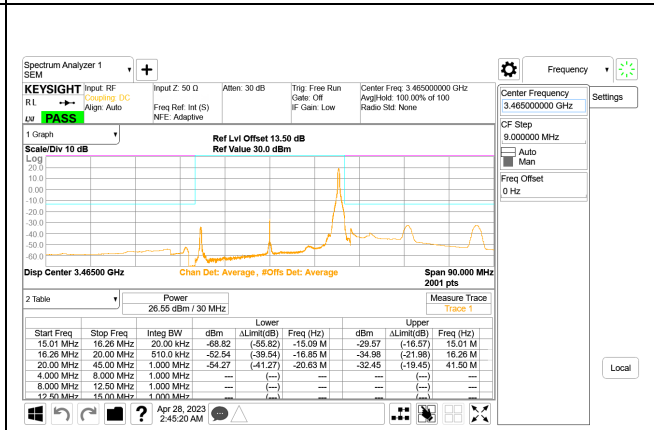 Spectrum Analyzer 1
SEM
Frequency
KEYSIGHT Input: RF Input Z: 50 Ω Atten: 30 dB Trig: Free Run Center Freq: 3.465000000 GHz
RL Coupling: DC Gate: Off Avg|Hold: 100.00% of 100
Align: Auto Freq Ref: Int (S) IF Gain: Low Radio Std: None
PASS NFE: Adaptive
Center Frequency
3.465000000 GHz
Settings
CF Step
9.000000 MHz
Auto
Man
Freq Offset
0 Hz
1 Graph
Ref Lvl Offset 13.50 dB
Scale/Div 10 dB Ref Value 30.0 dBm
Log
20.0
10.0
0.00
-10.0
-20.0
-30.0
-40.0
-50.0
-60.0
Disp Center 3.46500 GHz Chan Det: Average, #Offs Det: Average Span 90.000 MHz
2001 pts
2 Table
Power
26.55 dBm / 30 MHz
Measure Trace
Trace 1
Lower Upper
Start Freq Stop Freq Integ BW dBm ΔLimit(dB) Freq (Hz) dBm ΔLimit(dB) Freq (Hz)
15.01 MHz 16.26 MHz 20.00 kHz -68.82 (-55.82) -15.09 M -29.57 (-16.57) 15.01 M
16.26 MHz 20.00 MHz 510.0 kHz -52.54 (-39.54) -16.85 M -34.98 (-21.98) 16.26 M
20.00 MHz 45.00 MHz 1.000 MHz -54.27 (-41.27) -20.63 M -32.45 (-19.45) 41.50 M
4.000 MHz 8.000 MHz 1.000 MHz --- (---) --- --- (---) ---
8.000 MHz 12.50 MHz 1.000 MHz --- (---) --- --- (---) ---
12.50 MHz 15.00 MHz 1.000 MHz --- (---) --- --- (---) ---
Local
Apr 28, 2023
2:45:20 AM